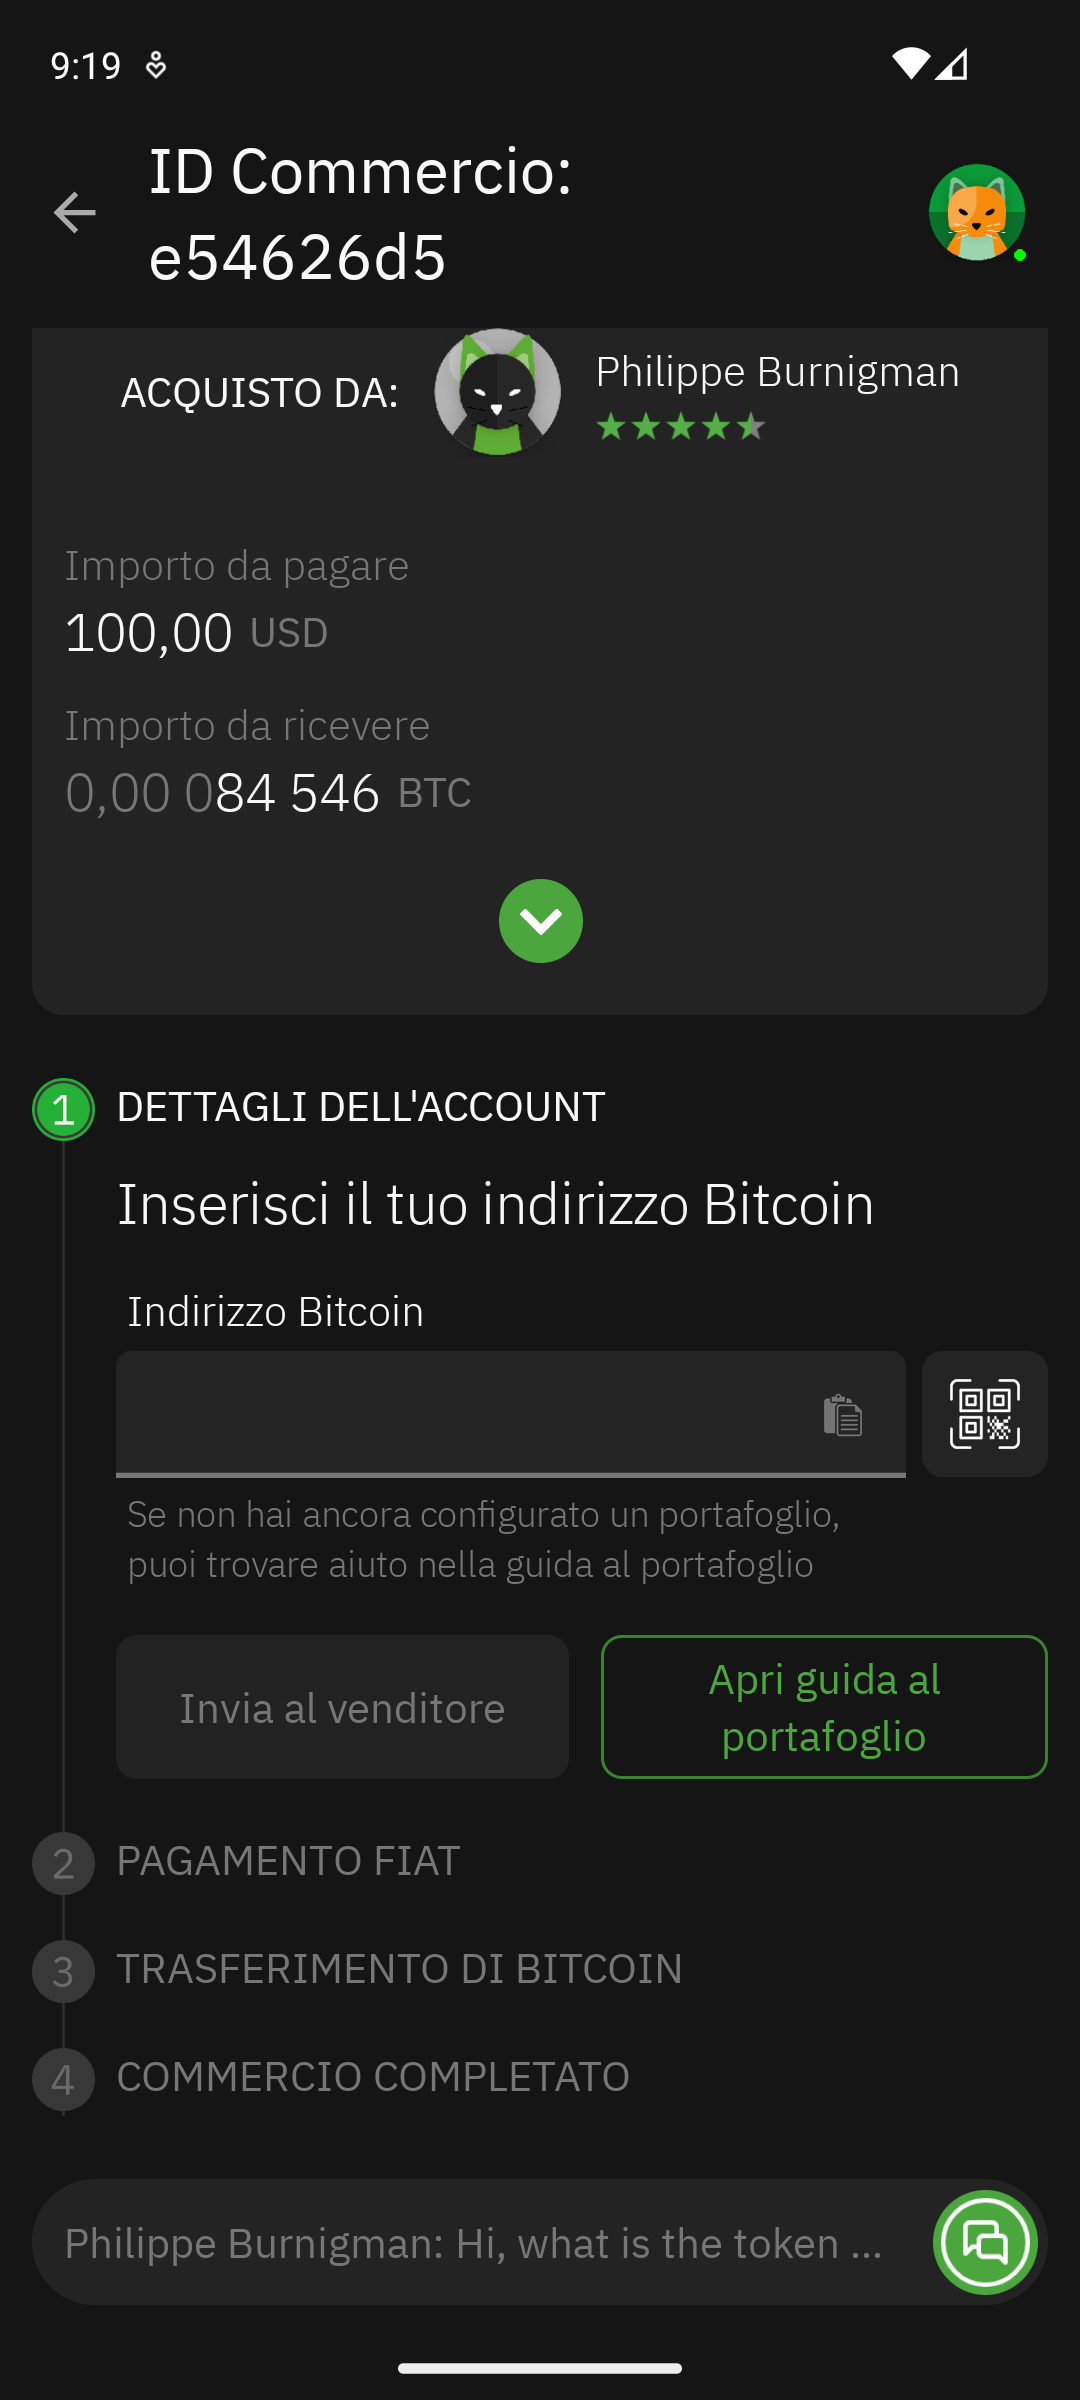 9:19
ID Commercio:
e54626d5
ACQUISTO DA:
Philippe Burnigman
Importo da pagare
100,00 USD
Importo da ricevere
0,00 084 546 BTC
1 DETTAGLI DELL'ACCOUNT
Inserisci il tuo indirizzo Bitcoin
Indirizzo Bitcoin
Se non hai ancora configurato un portafoglio,
puoi trovare aiuto nella guida al portafoglio
Invia al venditore
Apri guida al
portafoglio
2 PAGAMENTO FIAT
3 TRASFERIMENTO DI BITCOIN
4 COMMERCIO COMPLETATO
Philippe Burnigman: Hi, what is the token ...